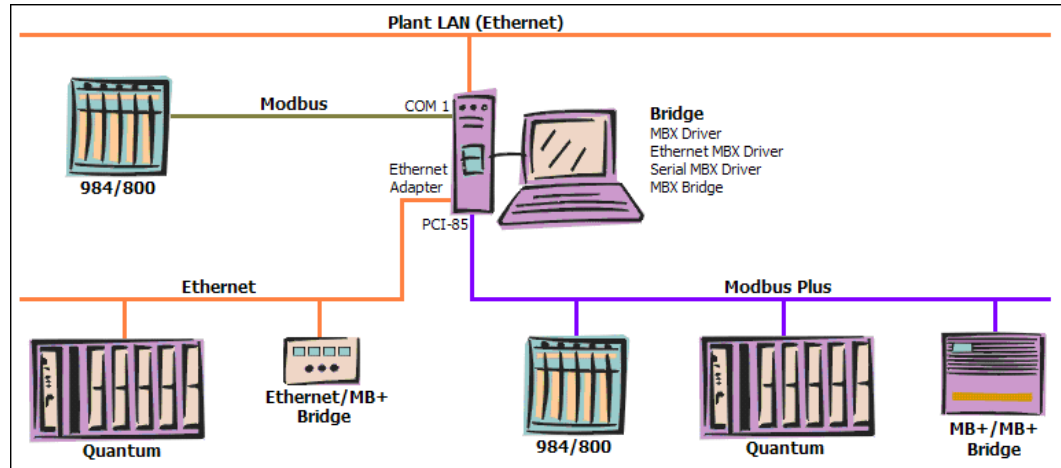 Plant LAN (Ethernet)
Modbus
COM 1
984/800
Bridge
MBX Driver
Ethernet MBX Driver
Serial MBX Driver
MBX Bridge
Ethernet
Adapter
PCI-85
Ethernet
Modbus Plus
Quantum
Ethernet/MB+
Bridge
984/800
Quantum
MB+/MB+
Bridge